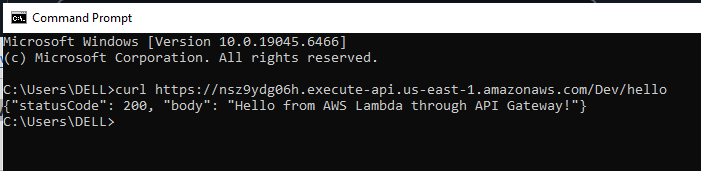 Command Prompt
Microsoft Windows [Version 10.0.19045.6466]
(c) Microsoft Corporation. All rights reserved.
C:\Users\DELL>curl https://nsz9ydg06h.execute-api.us-east-1.amazonaws.com/Dev/hello
{"statusCode": 200, "body": "Hello from AWS Lambda through API Gateway!"}
C:\Users\DELL>